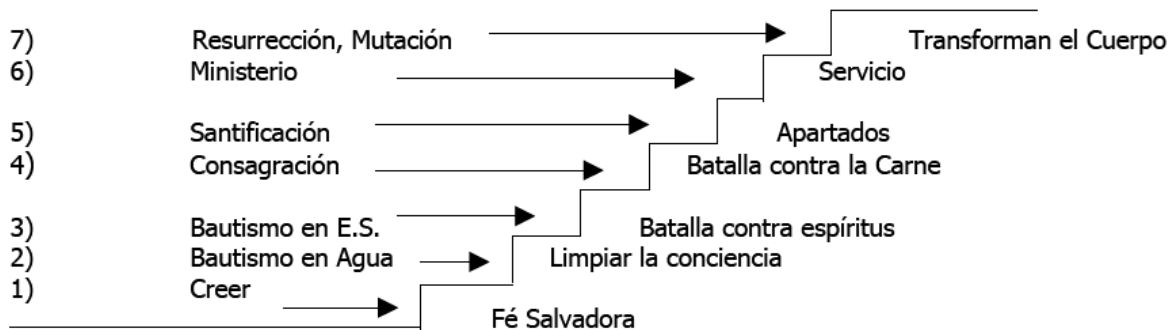 7) Resurrección, Mutación Transforman el Cuerpo
6) Ministerio Servicio
5) Santificación Apartados
4) Consagración Batalla contra la Carne
3) Bautismo en E.S. Batalla contra espíritus
2) Bautismo en Agua Limpiar la conciencia
1) Creer
Fé Salvadora